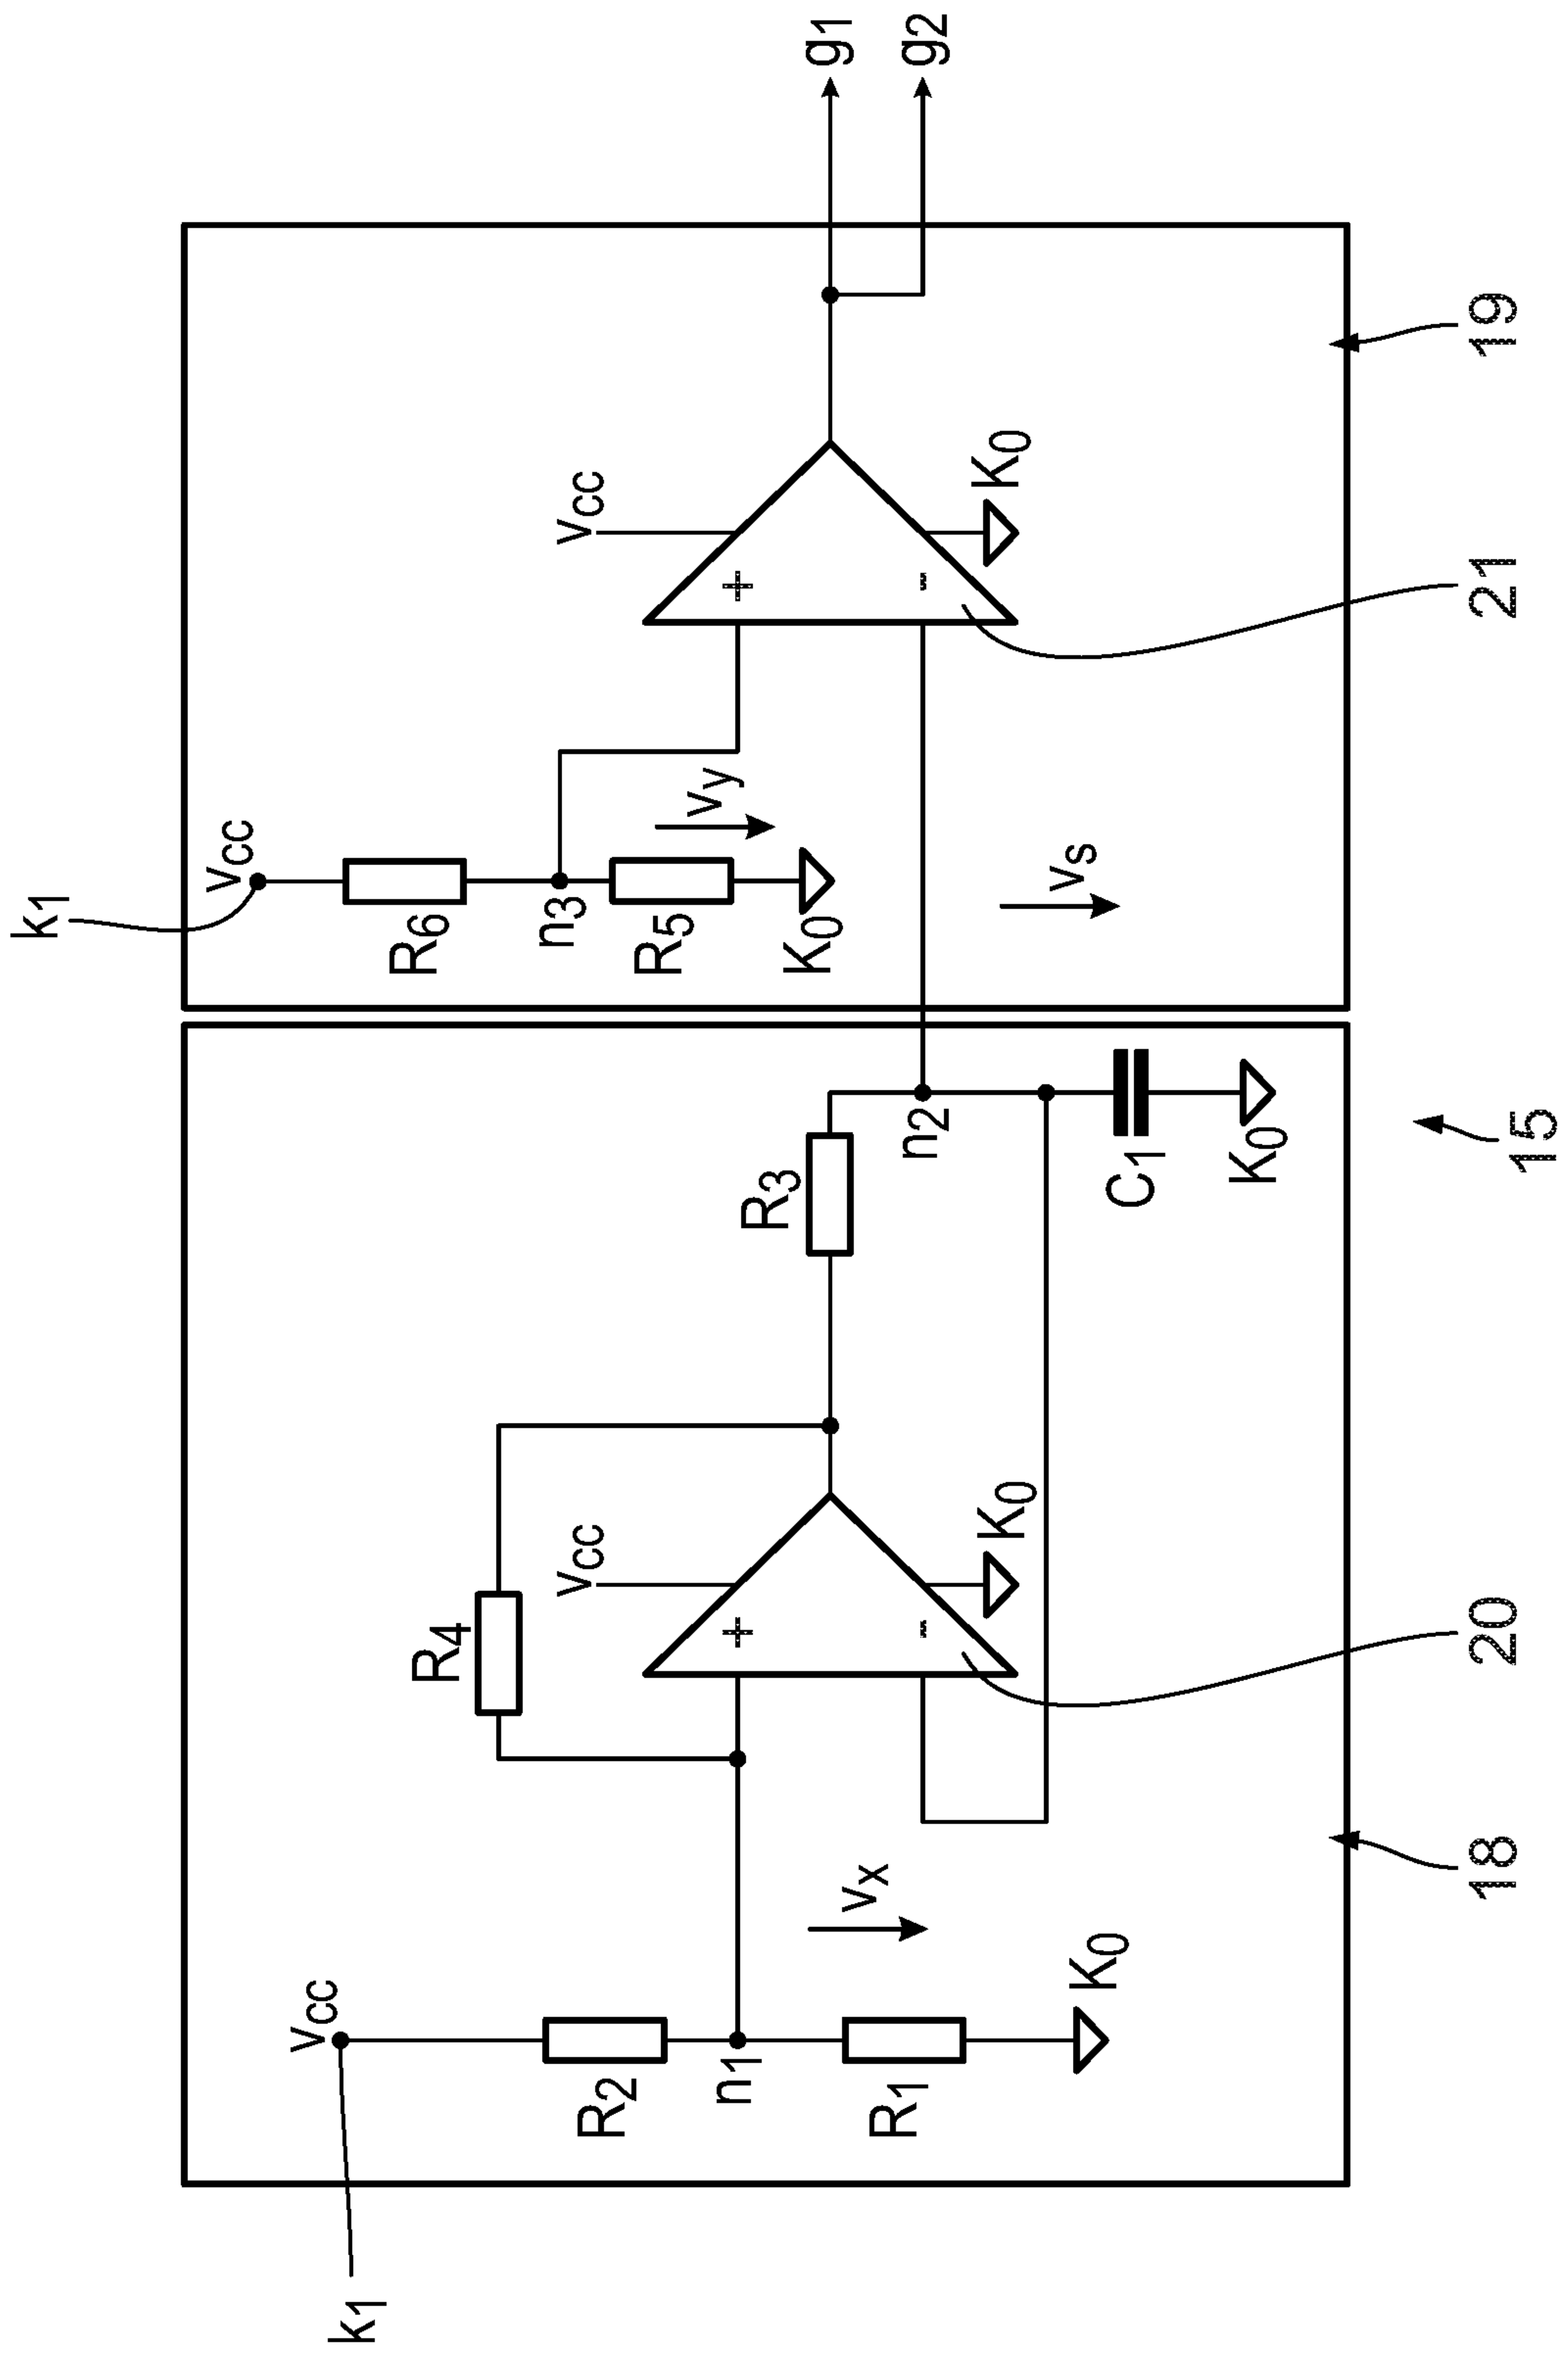 k1
vcc
R6
n3
R5
K0
vy
vs
vcc
+
-
K0
g1
g2
19
21
k1
vcc
R2
n1
R1
K0
vx
R4
vcc
+
-
K0
R3
n2
C1
K0
15
20
18